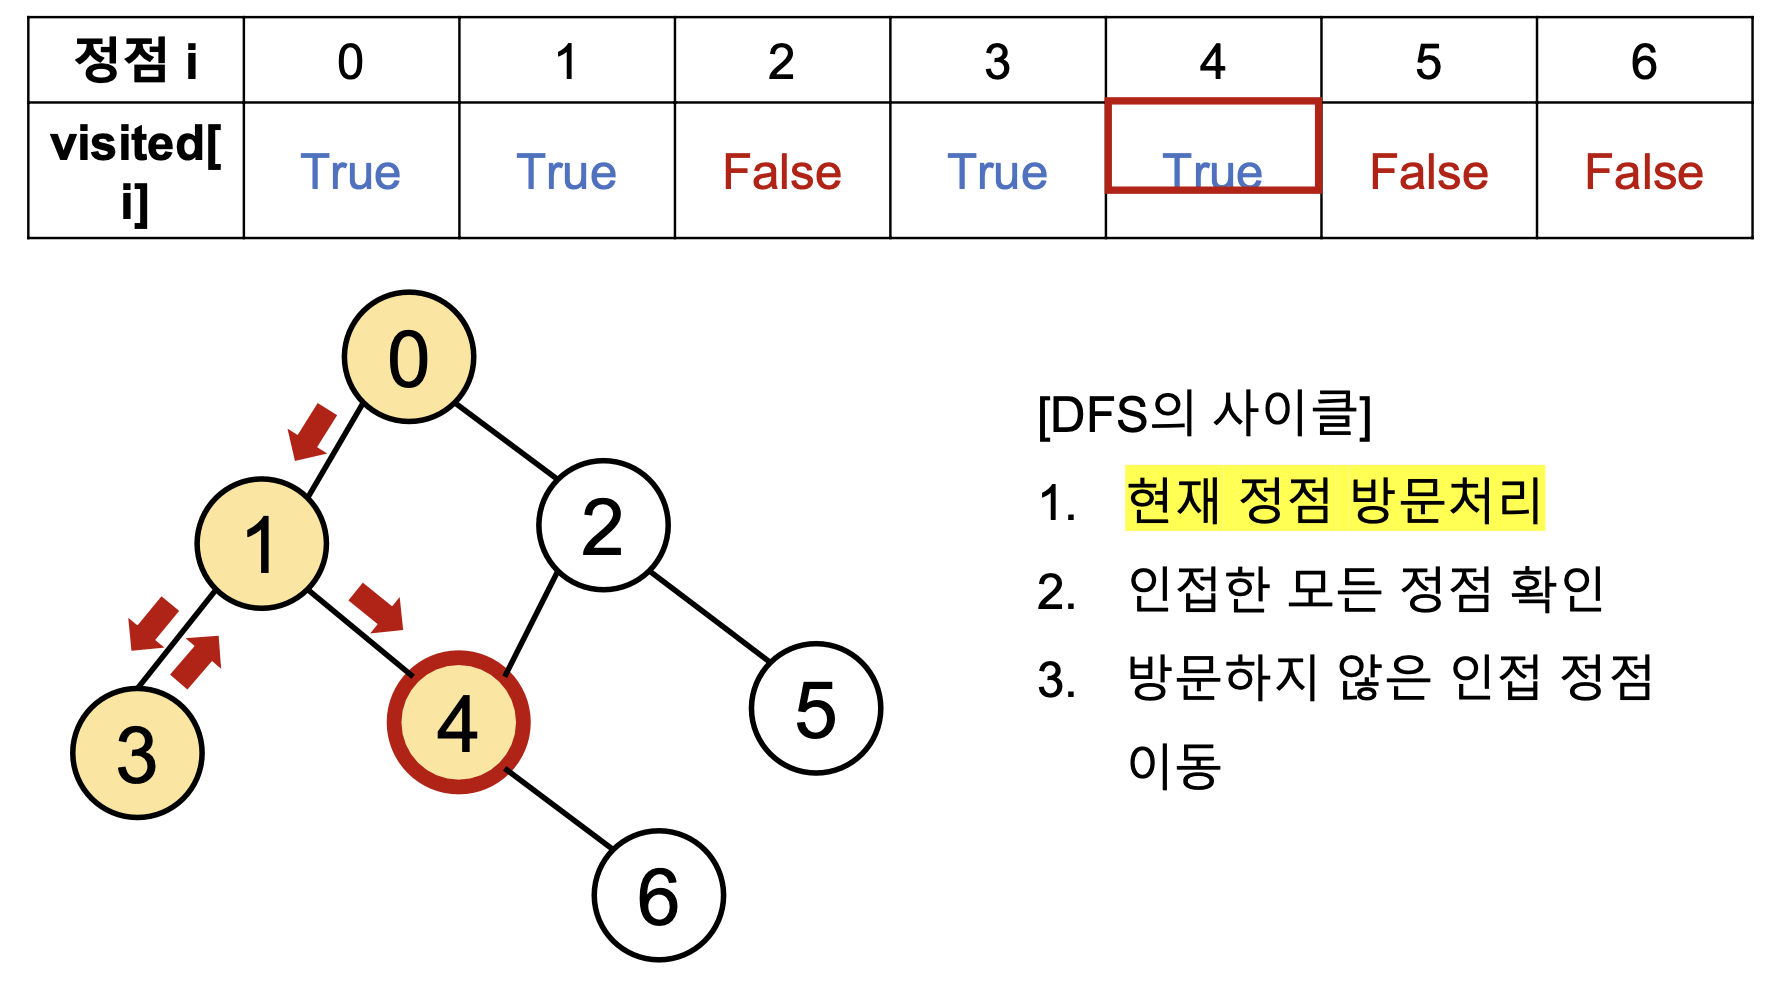 정점 i 0 1 2 3 4 5 6
visited[
i] True True False True True False False
0
1
2
3
4
5
6
[DFS의 사이클]
1. 현재 정점 방문처리
2. 인접한 모든 정점 확인
3. 방문하지 않은 인접 정점
이동